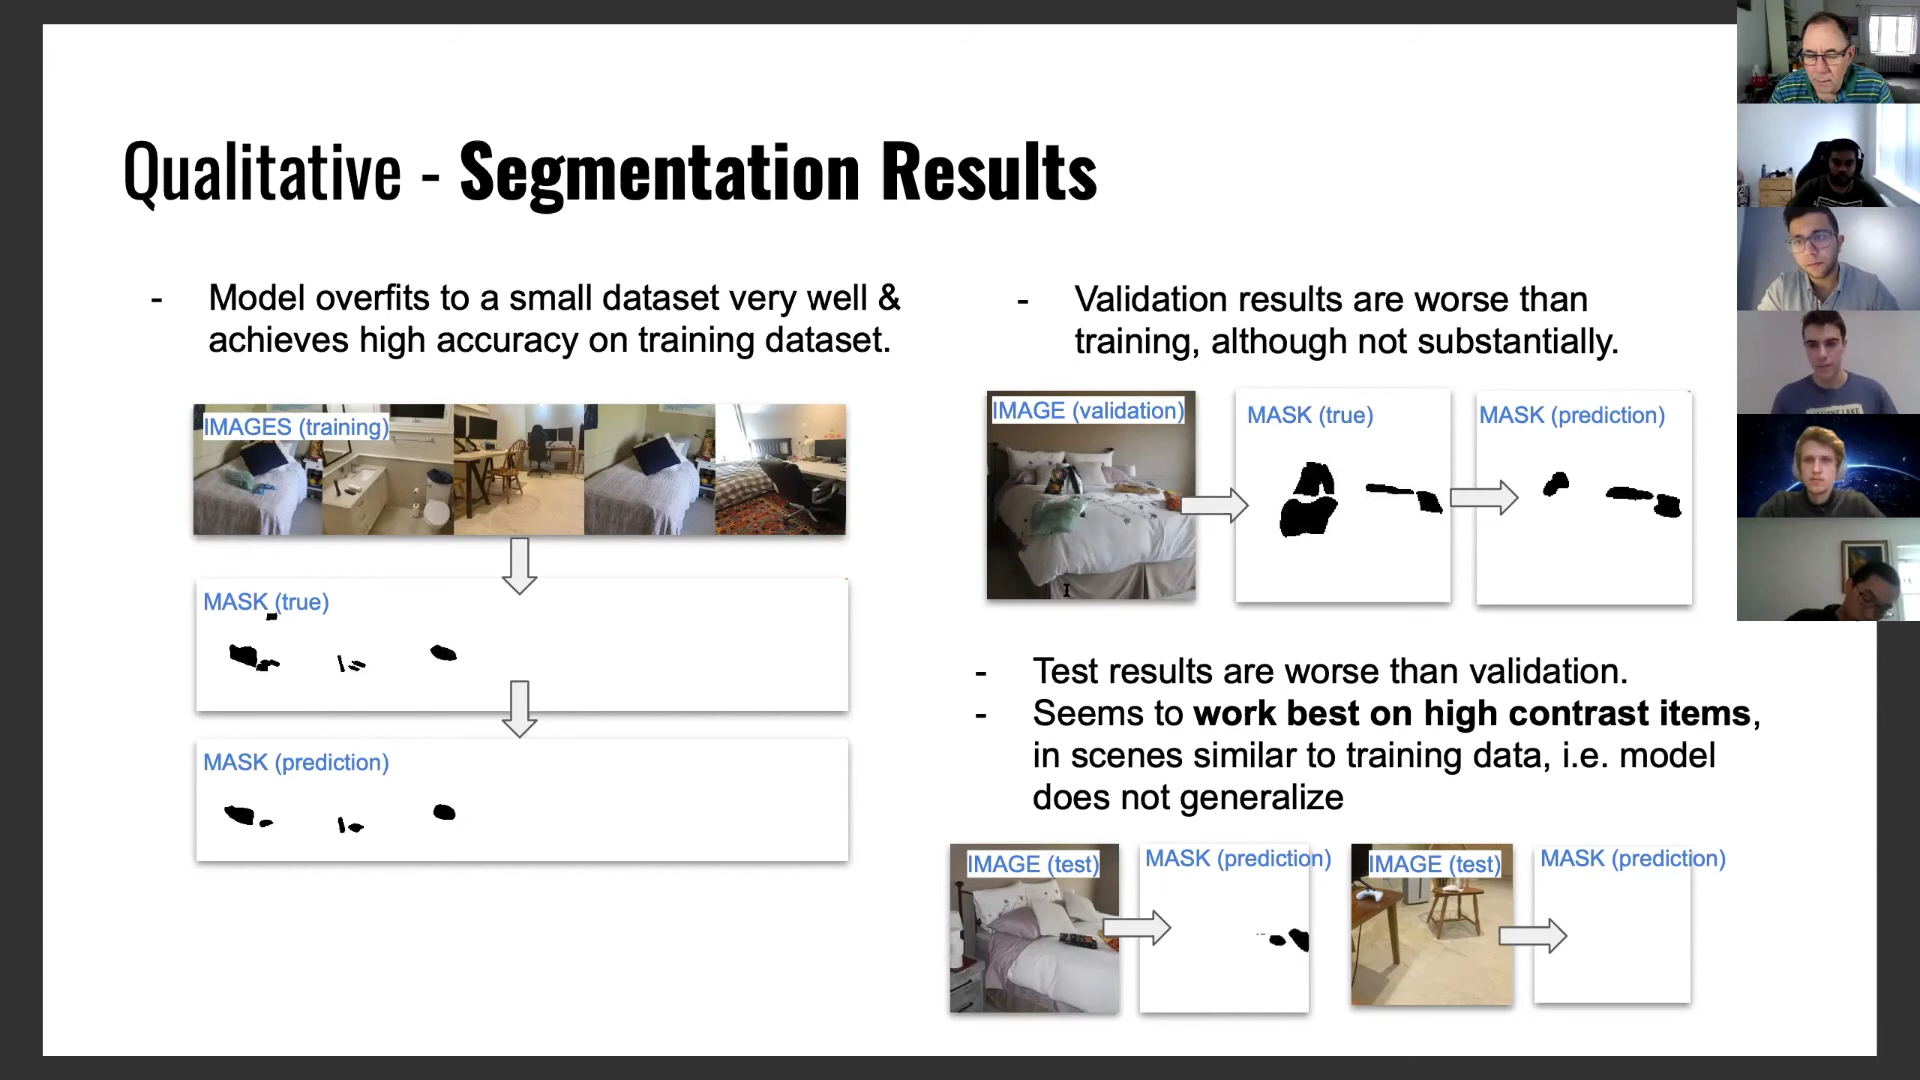 Qualitative - Segmentation Results
- Model overfits to a small dataset very well &
achieves high accuracy on training dataset.
IMAGES (training)
MASK (true)
MASK (prediction)
- Validation results are worse than
training, although not substantially.
IMAGE (validation)
MASK (true)
MASK (prediction)
- Test results are worse than validation.
- Seems to work best on high contrast items,
in scenes similar to training data, i.e. model
does not generalize
IMAGE (test)
MASK (prediction)
IMAGE (test)
MASK (prediction)